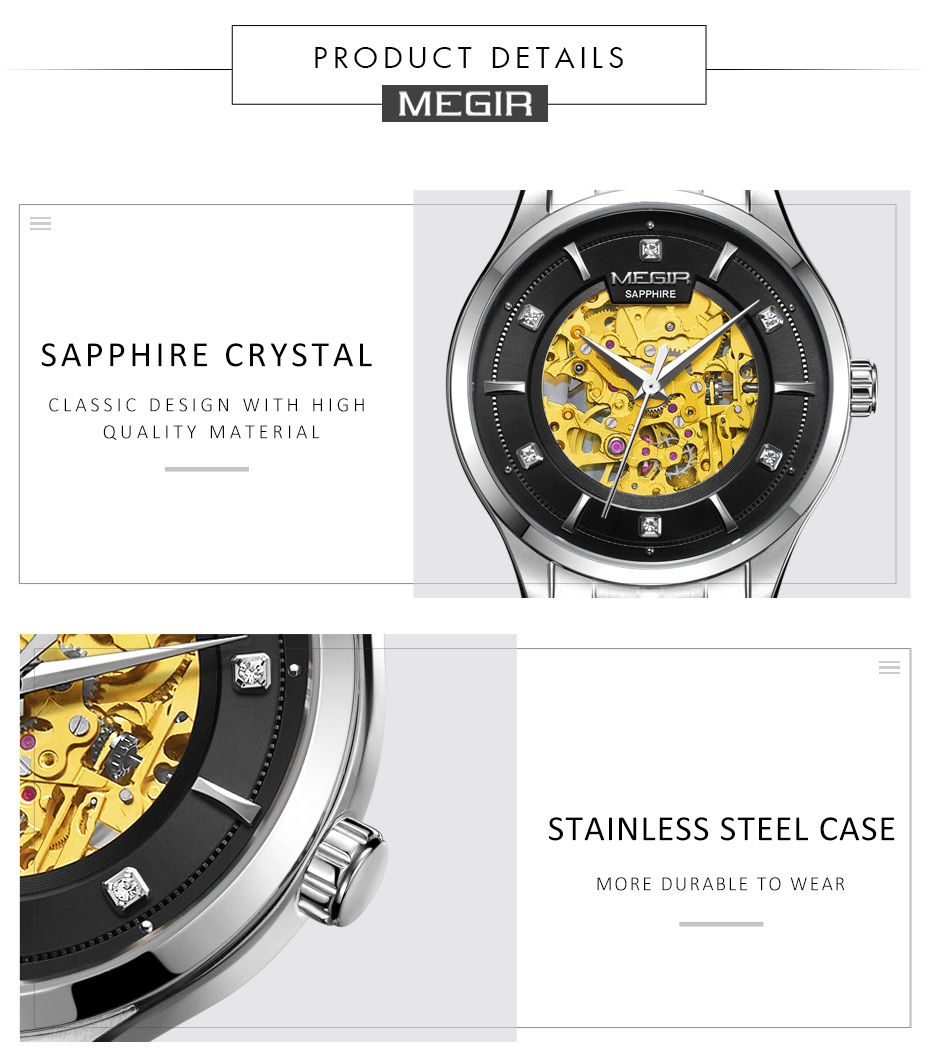 PRODUCT DETAILS
MEGIR
SAPPHIRE CRYSTAL
CLASSIC DESIGN WITH HIGH
QUALITY MATERIAL
MEGIR
SAPPHIRE
STAINLESS STEEL CASE
MORE DURABLE TO WEAR